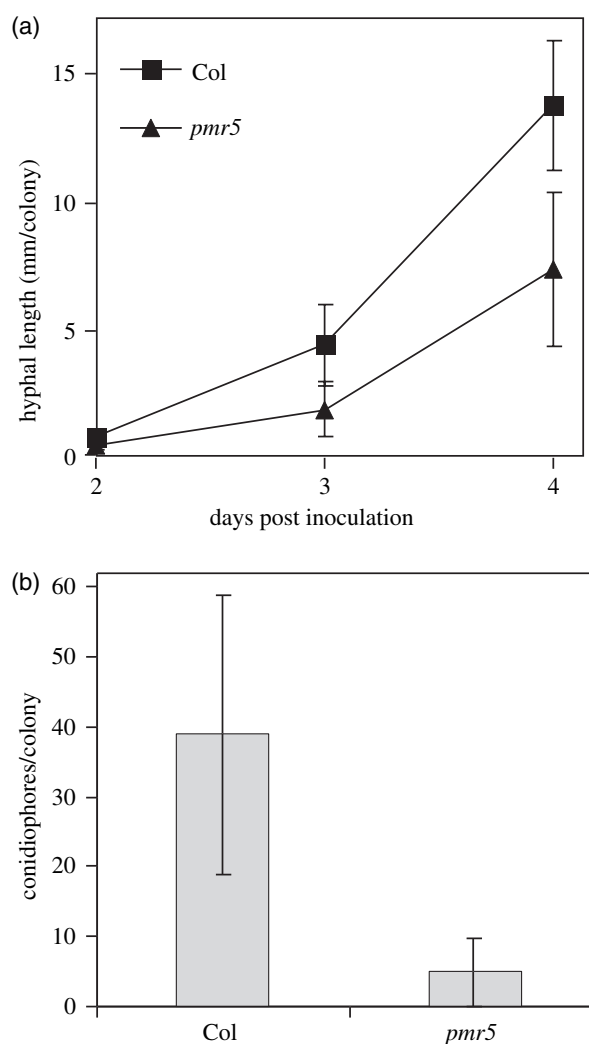 (a)
15
10
5
0
hyphal length (mm/colony)
Col
pmr5
2 3 4
days post inoculation
(b)
60
50
40
30
20
10
0
conidiophores/colony
Col pmr5